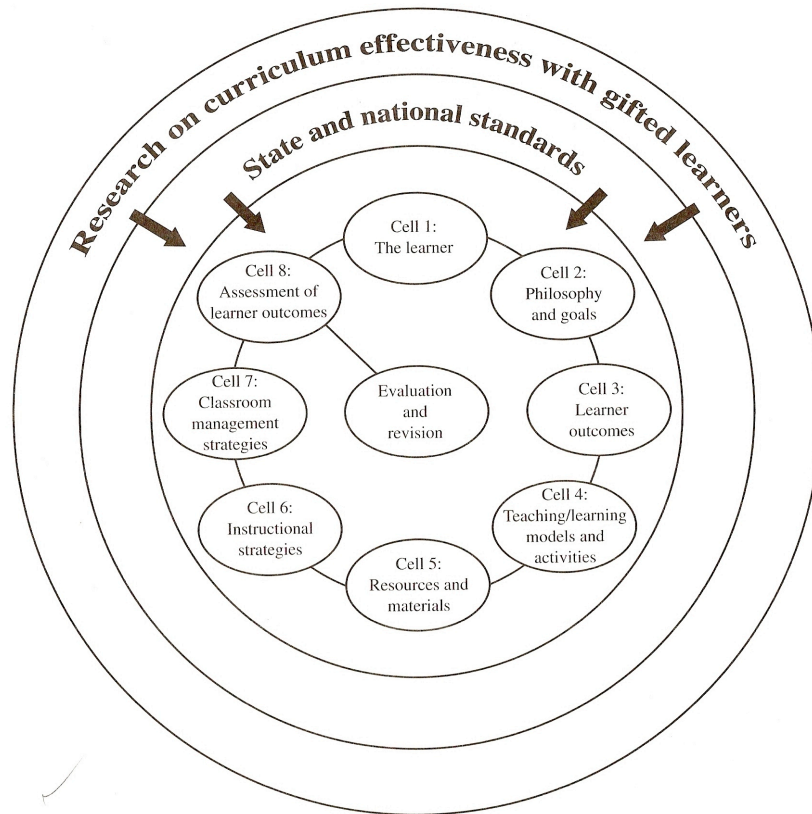 Research on curriculum effectiveness with gifted learners
State and national standards
Cell 1:
The learner
Cell 2:
Philosophy
and goals
Cell 3:
Learner
outcomes
Cell 4:
Teaching/learning
models and
activities
Cell 5:
Resources and
materials
Cell 6:
Instructional
strategies
Cell 7:
Classroom
management
strategies
Cell 8:
Assessment of
learner outcomes
Evaluation
and
revision